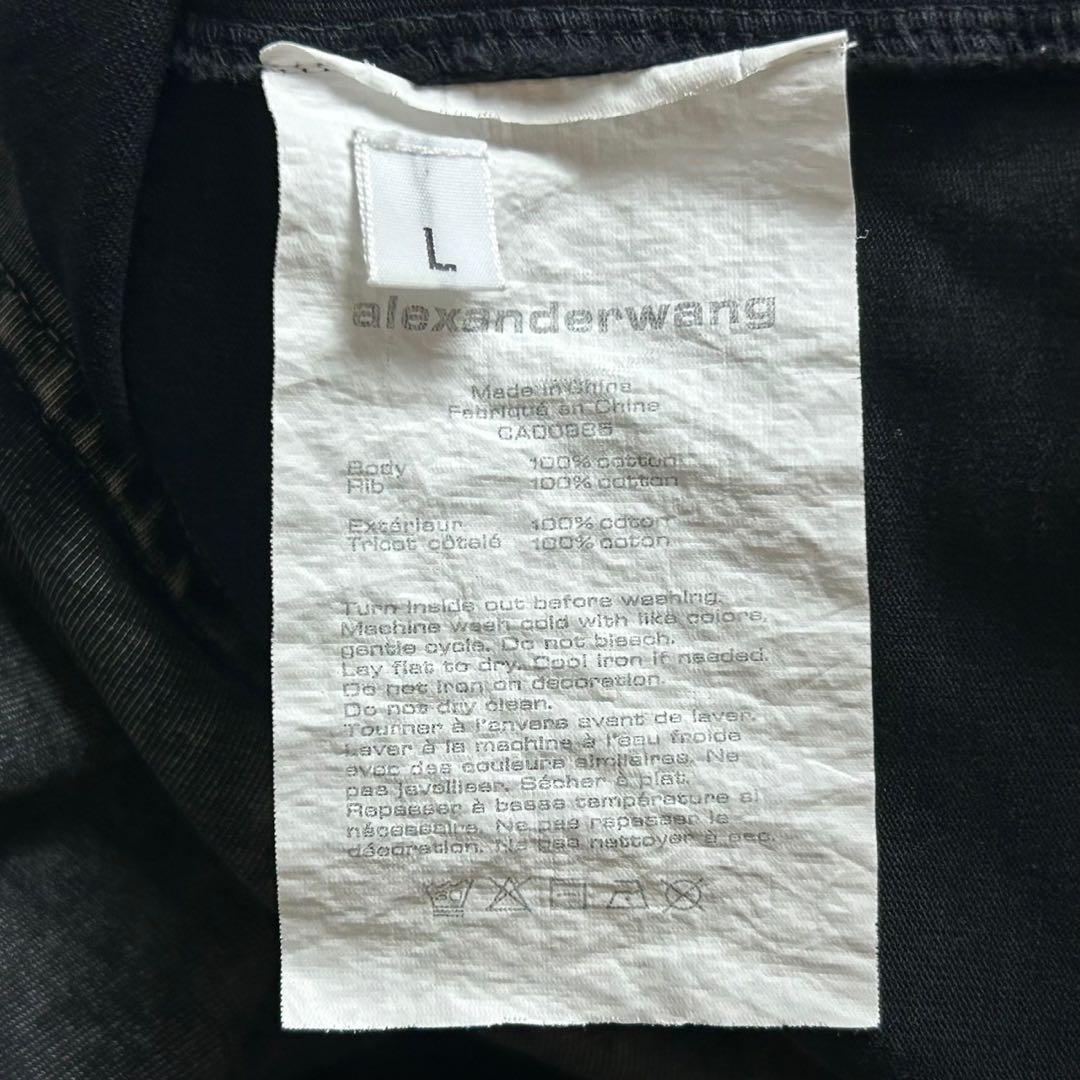 L
alexanderwang
Made in China
Fabriqué en Chine
CA00985
Body 100% cotton
Rib 100% cotton
Extérieur 100% coton
Tricot côtelé 100% coton
Turn inside out before washing.
Machine wash cold with like colors,
gentle cycle. Do not bleach.
Lay flat to dry. Cool iron if needed.
Do not iron on decoration.
Do not dry clean.
Tourner à l'envers avant de laver.
Laver à la machine à l'eau froide
avec des couleurs similaires. Ne
pas javelliser. Sécher à plat.
Repasser à basse température si
nécessaire. Ne pas repasser le
décoration. Ne pas nettoyer à sec.